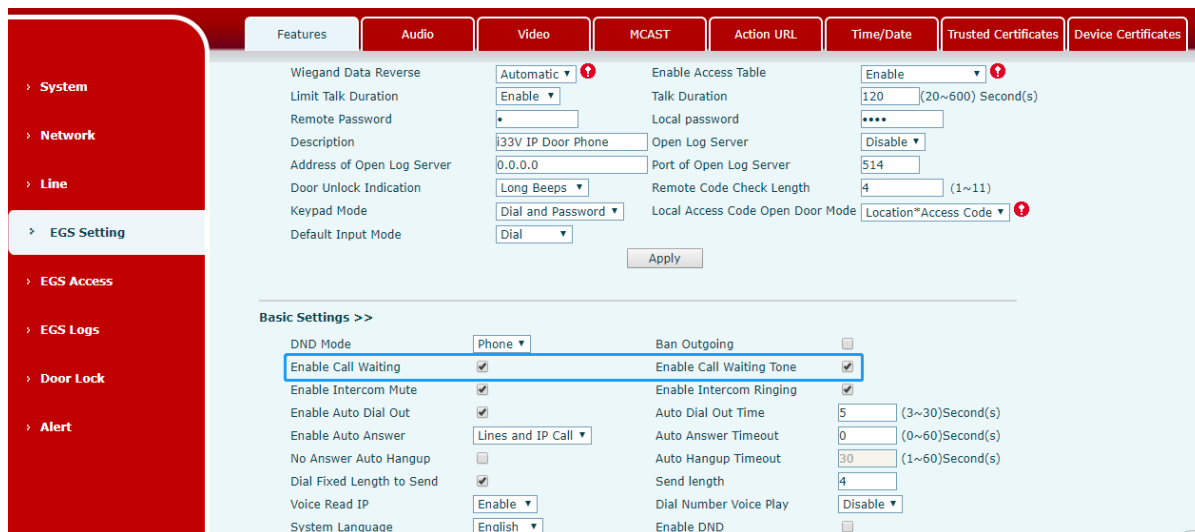 Features Audio Video MCAST Action URL Time/Date Trusted Certificates Device Certificates
› System
› Network
› Line
› EGS Setting
› EGS Access
› EGS Logs
› Door Lock
› Alert
Wiegand Data Reverse Automatic Enable Access Table Enable
Limit Talk Duration Enable Talk Duration 120 (20~600) Second(s)
Remote Password • Local password ••••
Description i33V IP Door Phone Open Log Server Disable
Address of Open Log Server 0.0.0.0 Port of Open Log Server 514
Door Unlock Indication Long Beeps Remote Code Check Length 4 (1~11)
Keypad Mode Dial and Password Local Access Code Open Door Mode Location*Access Code
Default Input Mode Dial
Apply
Basic Settings >>
DND Mode Phone Ban Outgoing
Enable Call Waiting Enable Call Waiting Tone
Enable Intercom Mute Enable Intercom Ringing
Enable Auto Dial Out Auto Dial Out Time 5 (3~30)Second(s)
Enable Auto Answer Lines and IP Call Auto Answer Timeout 0 (0~60)Second(s)
No Answer Auto Hangup Auto Hangup Timeout 30 (1~60)Second(s)
Dial Fixed Length to Send Send length 4
Voice Read IP Enable Dial Number Voice Play Disable
System Language English Enable DND